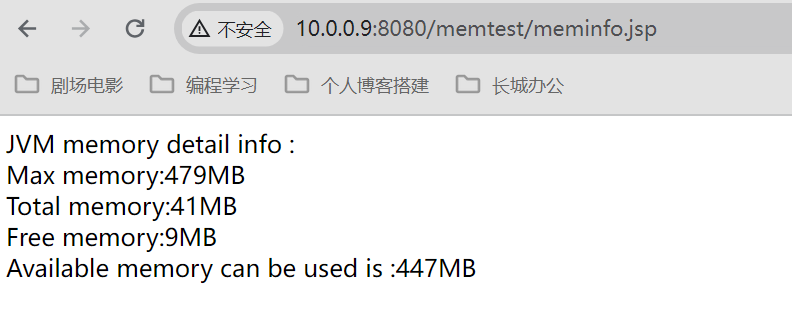 不安全 10.0.0.9:8080/memtest/meminfo.jsp
剧场电影 编程学习 个人博客搭建 长城办公
JVM memory detail info :
Max memory:479MB
Total memory:41MB
Free memory:9MB
Available memory can be used is :447MB